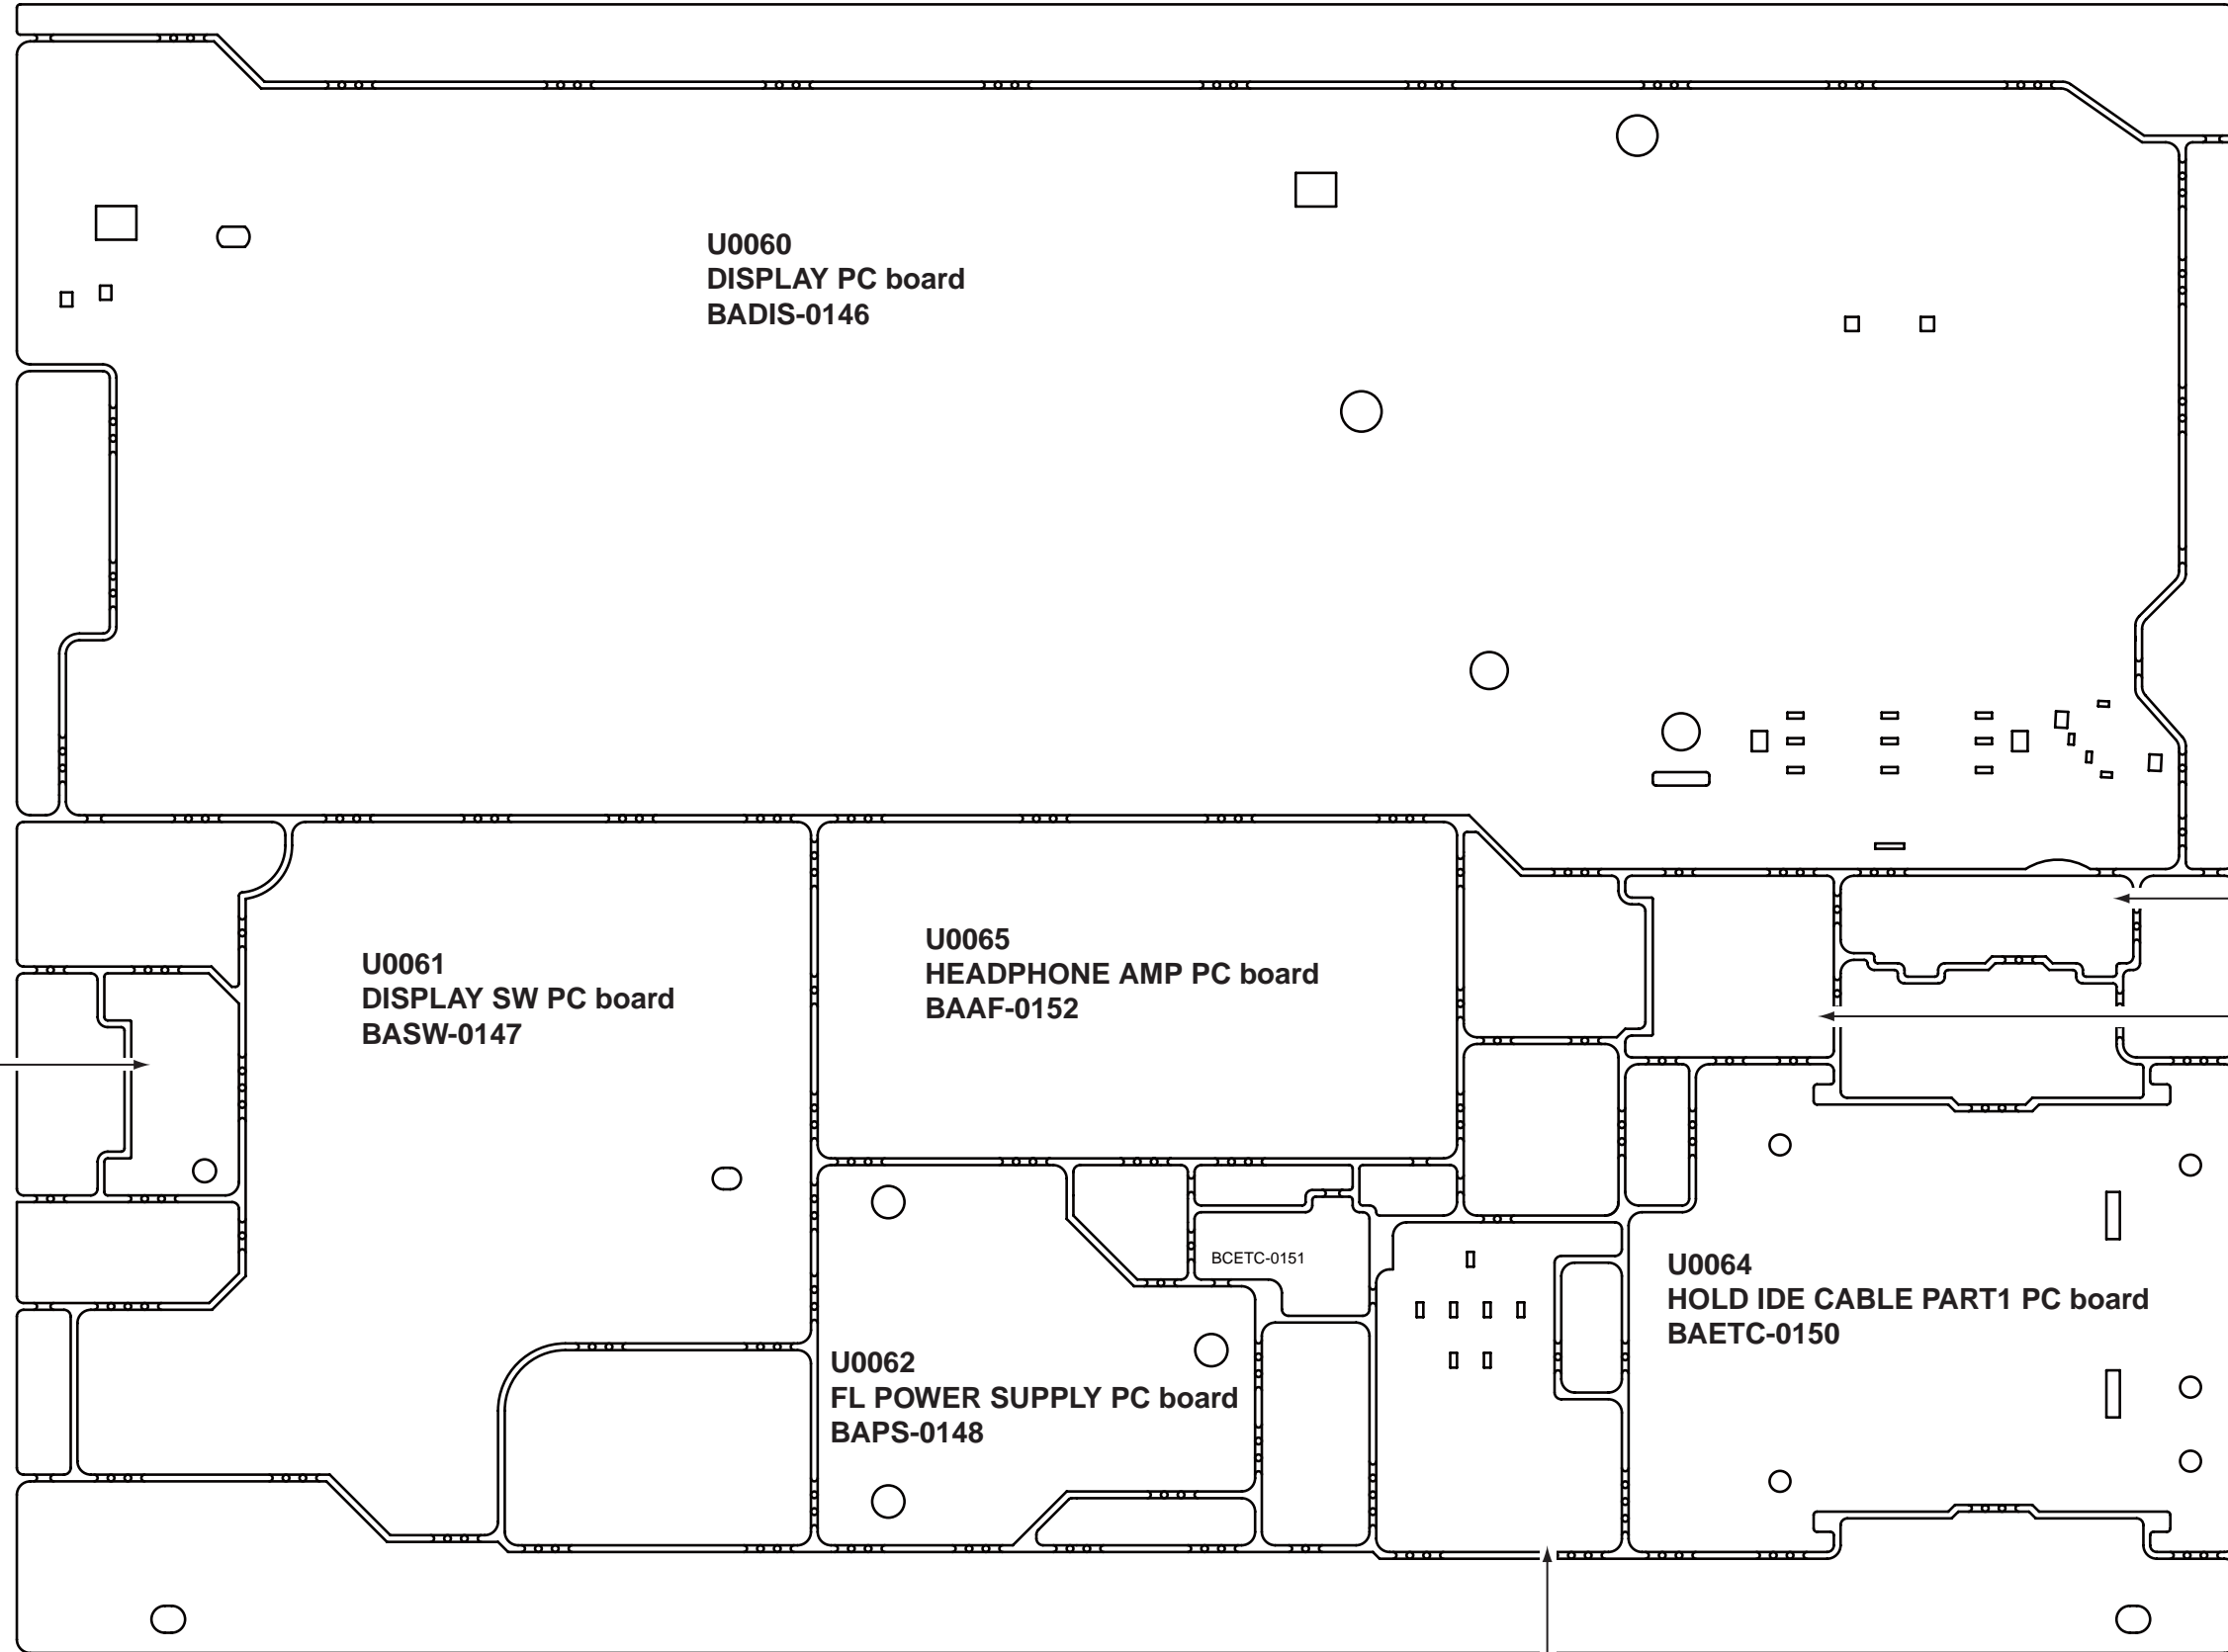 U0060
DISPLAY PC board
BADIS-0146
U0061
DISPLAY SW PC board
BASW-0147
U0065
HEADPHONE AMP PC board
BAAF-0152
BCETC-0151
U0064
HOLD IDE CABLE PART1 PC board
BAETC-0150
U0062
FL POWER SUPPLY PC board
BAPS-0148